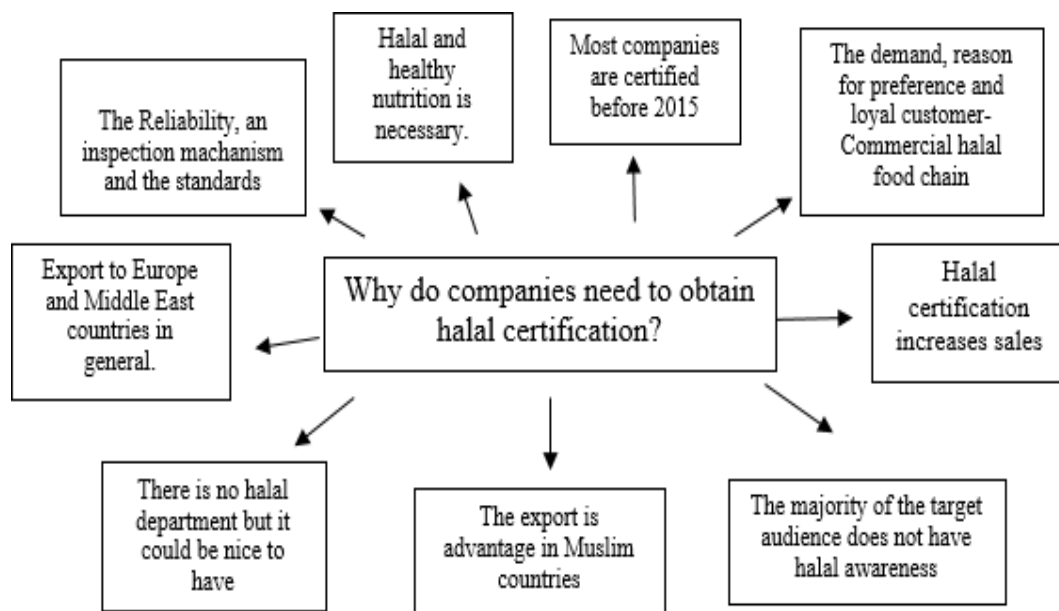 The Reliability, an
inspection machanism
and the standards
Halal and
healthy
nutrition is
necessary.
Most companies
are certified
before 2015
The demand, reason
for preference and
loyal customer-
Commercial halal
food chain
Export to Europe
and Middle East
countries in
general.
Why do companies need to obtain
halal certification?
Halal
certification
increases sales
There is no halal
department but it
could be nice to
have
The export is
advantage in Muslim
countries
The majority of the target
audience does not have
halal awareness